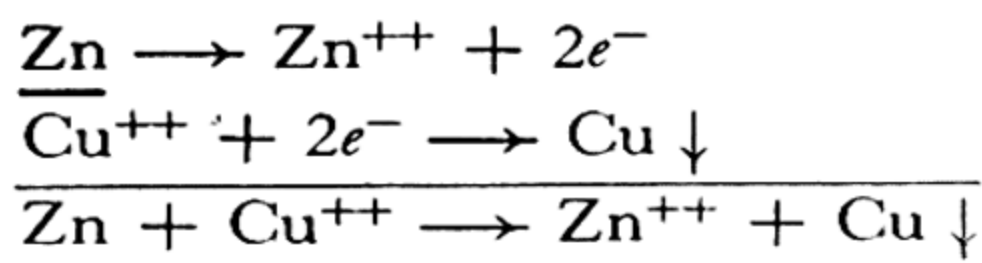 Zn ⟶ Zn⁺⁺ + 2e⁻
Cu⁺⁺ + 2e⁻ ⟶ Cu ↓
Zn + Cu⁺⁺ ⟶ Zn⁺⁺ + Cu ↓